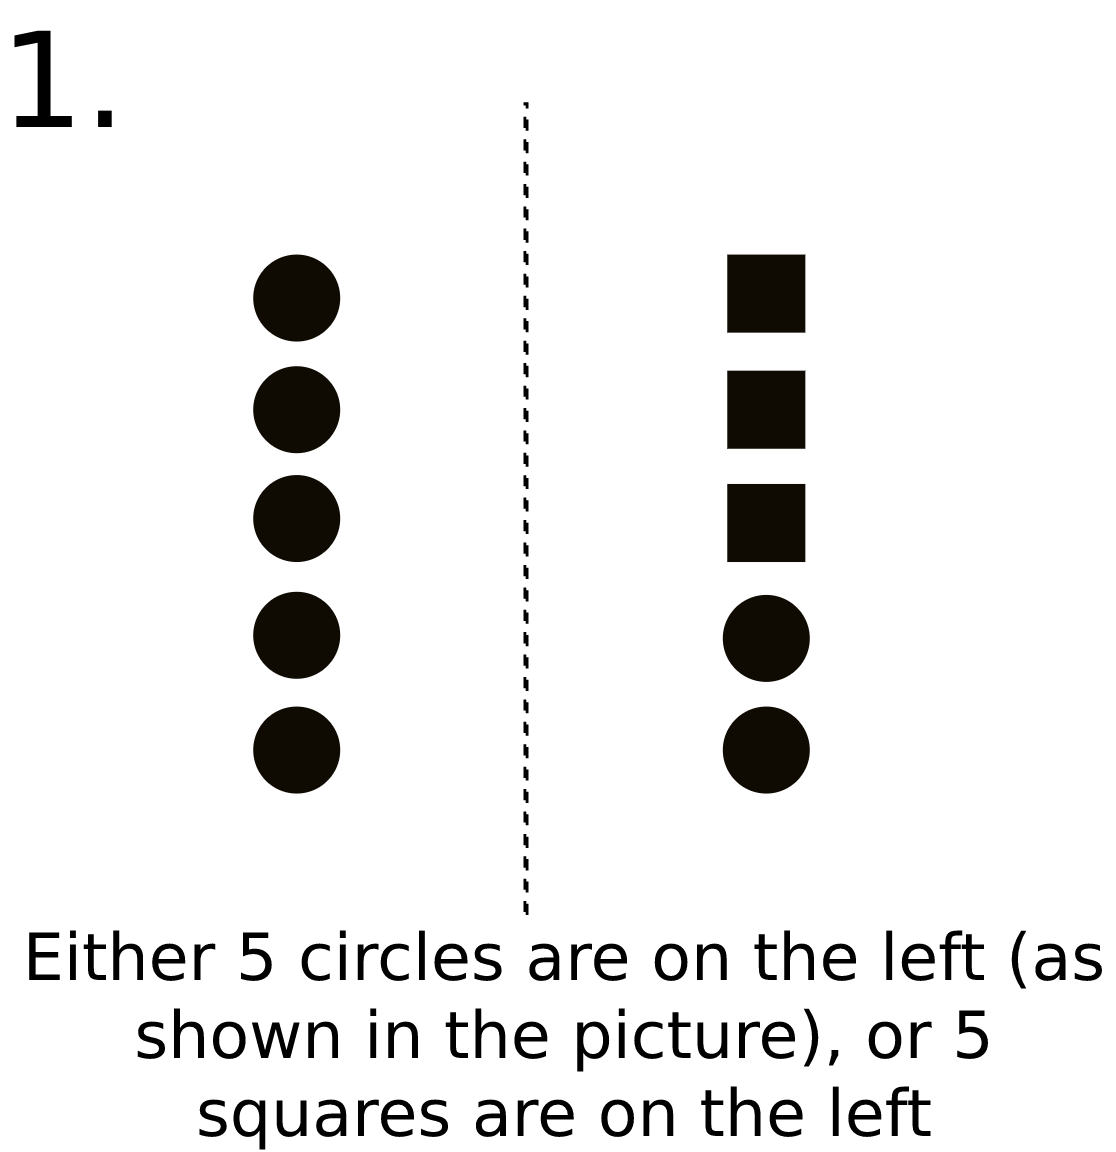 1.
Either 5 circles are on the left (as
shown in the picture), or 5
squares are on the left